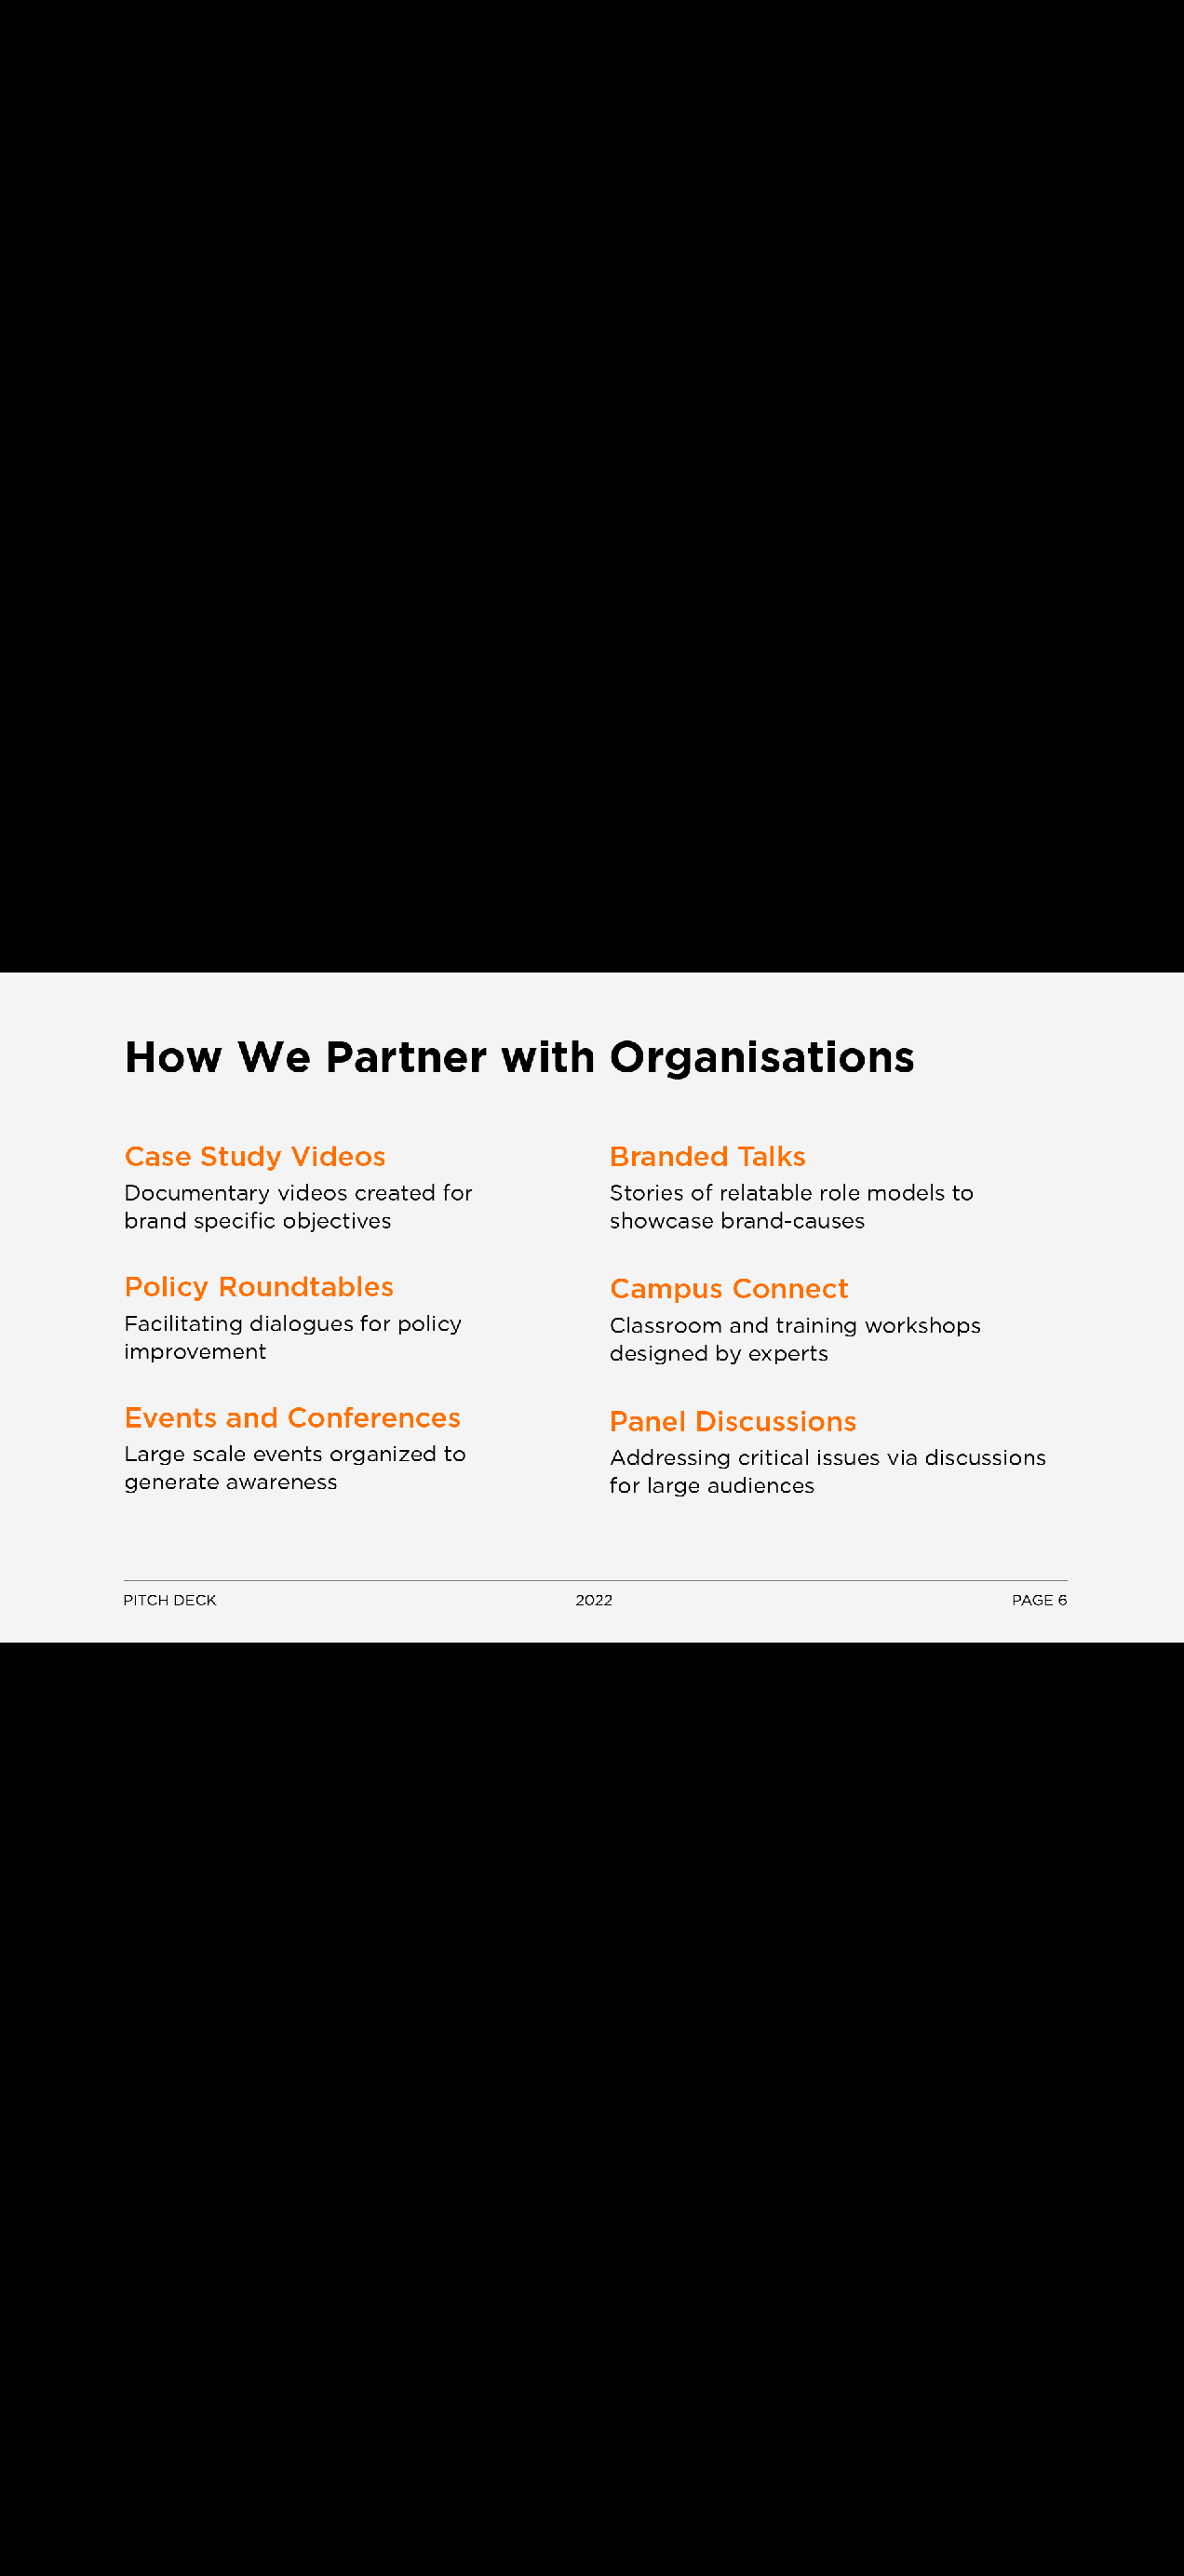 How We Partner with Organisations
Case Study Videos
Documentary videos created for
brand specific objectives
Policy Roundtables
Facilitating dialogues for policy
improvement
Events and Conferences
Large scale events organized to
generate awareness
Branded Talks
Stories of relatable role models to
showcase brand-causes
Campus Connect
Classroom and training workshops
designed by experts
Panel Discussions
Addressing critical issues via discussions
for large audiences
PITCH DECK
2022
PAGE 6